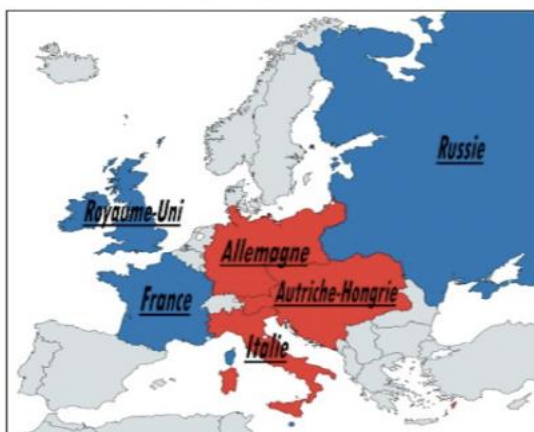 Russie
Royaume-Uni
Allemagne
Autriche-Hongrie
France
Italie